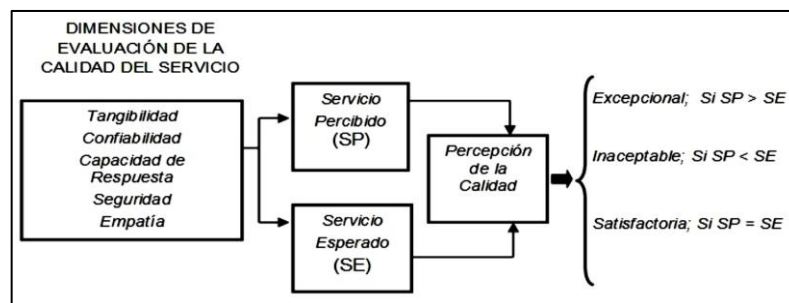 DIMENSIONES DE
EVALUACIÓN DE LA
CALIDAD DEL SERVICIO
Tangibilidad
Confiabilidad
Capacidad de
Respuesta
Seguridad
Empatía
Servicio
Percibido
(SP)
Servicio
Esperado
(SE)
Percepción
de la
Calidad
Excepcional; Si SP > SE
Inaceptable; Si SP < SE
Satisfactoria; Si SP = SE